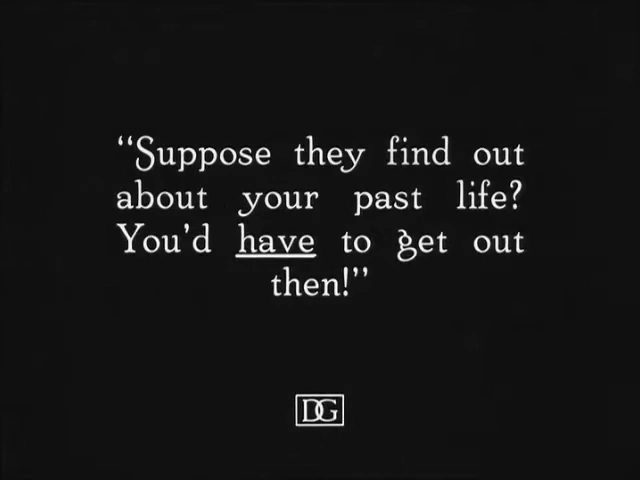 “Suppose they find out
about your past life?
You’d have to get out
then!”
DG